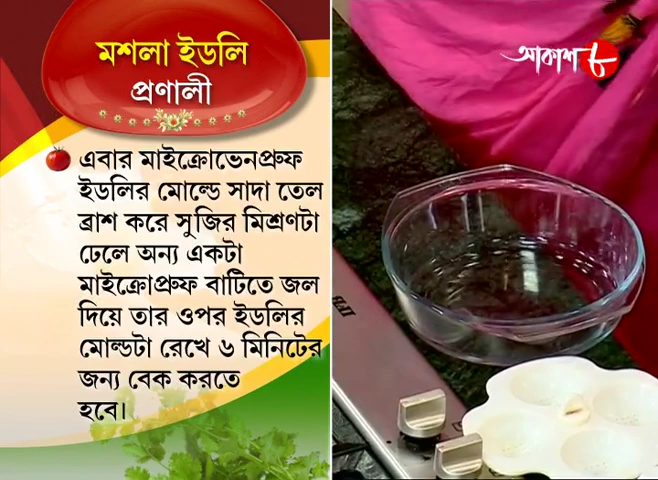 মশলা ইডলি
প্রণালী
আকাশ ৮
এবার মাইক্রোভেনপ্রুফ
ইডলির মোল্ডে সাদা তেল
ব্রাশ করে সুজির মিশ্রণটা
ঢেলে অন্য একটা
মাইক্রোপ্রুফ বাটিতে জল
দিয়ে তার ওপর ইডলির
মোল্ডটা রেখে ৬ মিনিটের
জন্য বেক করতে
হবে।